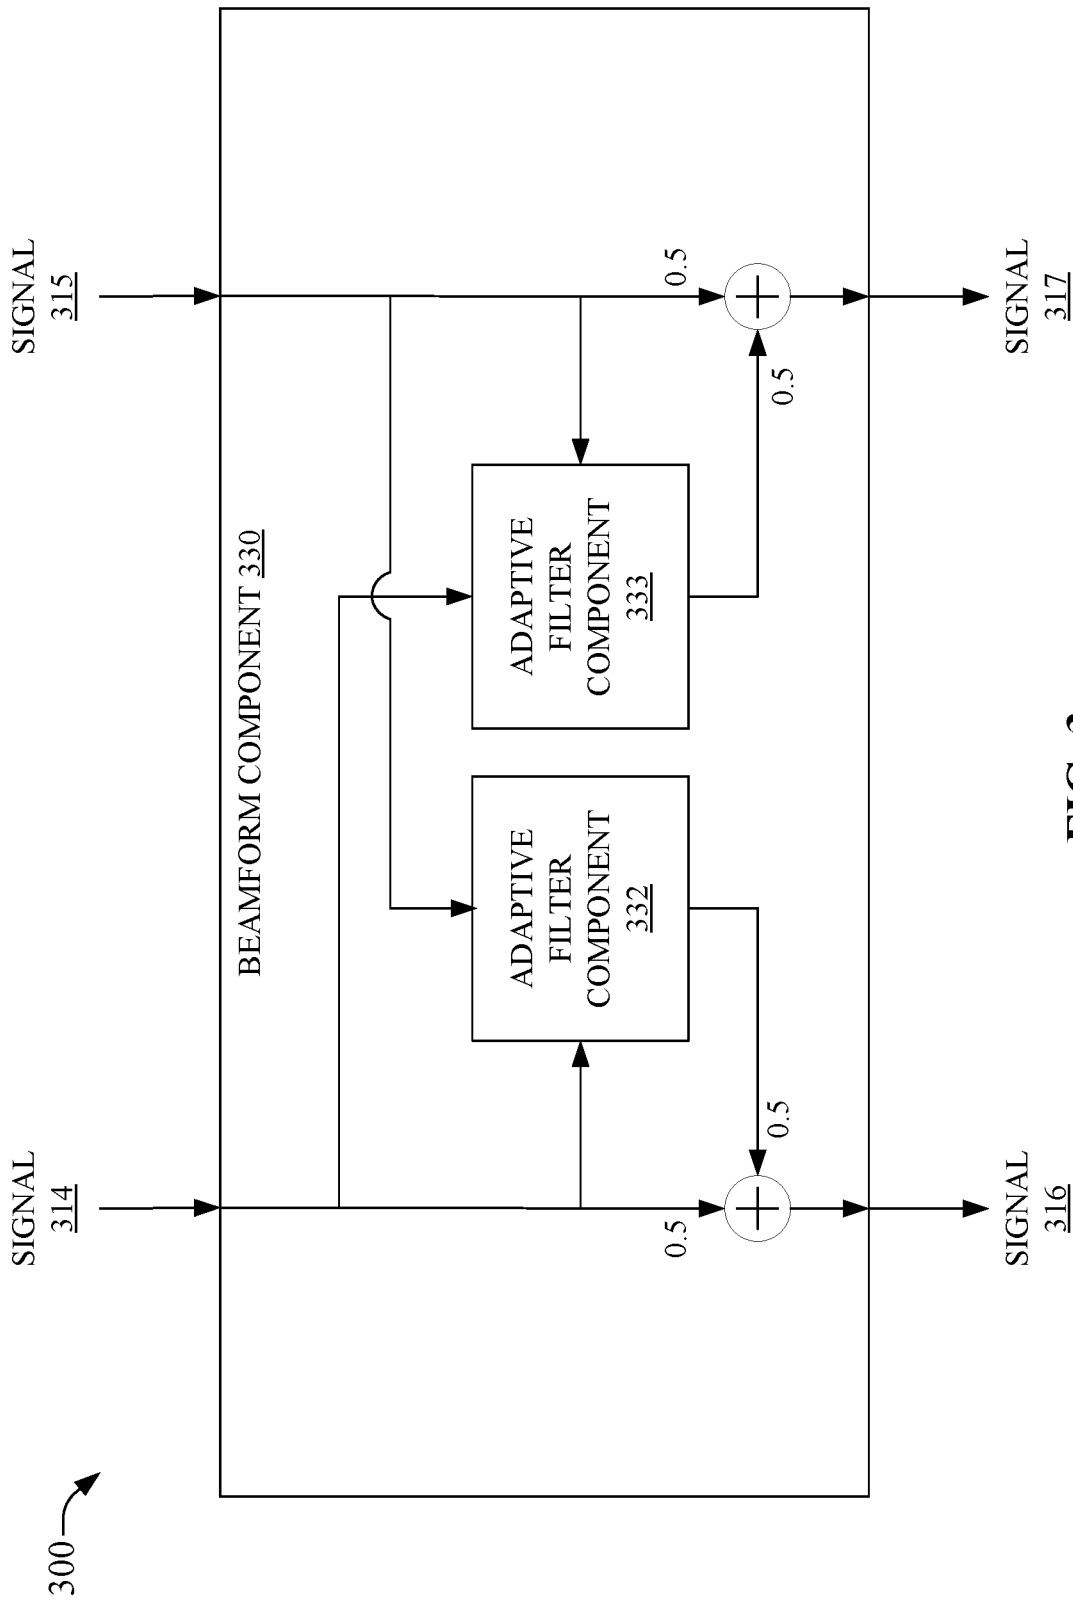 300
SIGNAL
314
SIGNAL
315
BEAMFORM COMPONENT 330
ADAPTIVE
FILTER
COMPONENT
332
ADAPTIVE
FILTER
COMPONENT
333
0.5
0.5
0.5
0.5
SIGNAL
316
SIGNAL
317